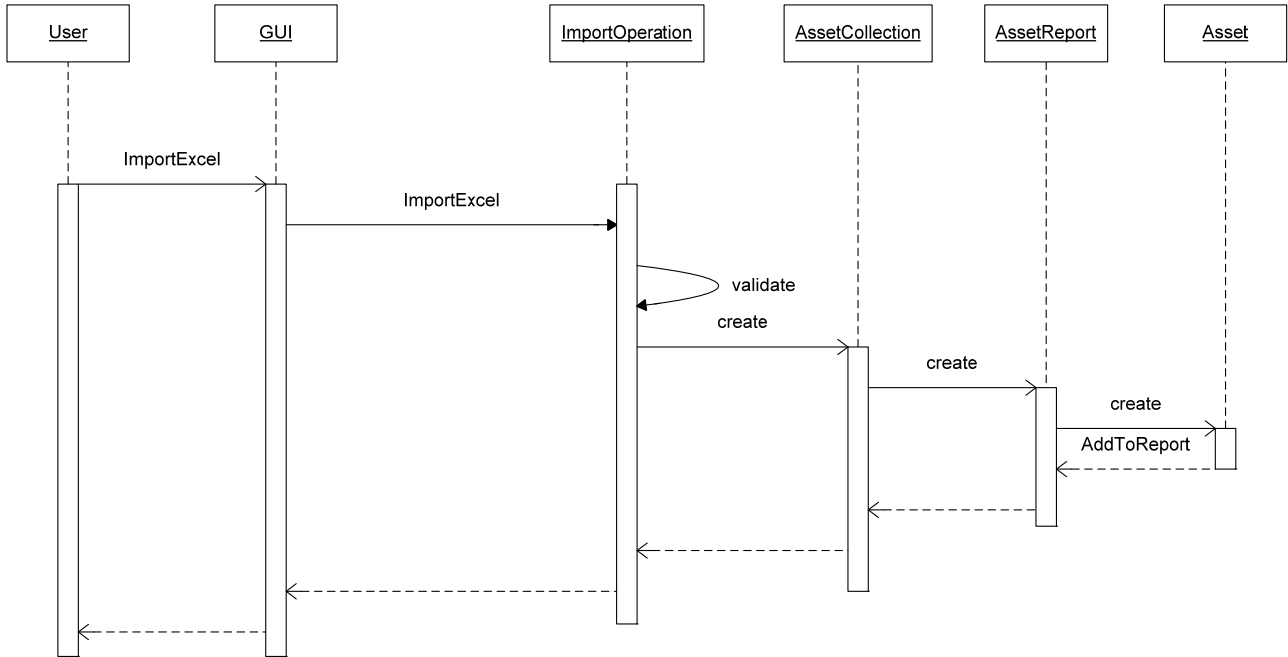 User
GUI
ImportOperation
AssetCollection
AssetReport
Asset
ImportExcel
ImportExcel
validate
create
create
create
AddToReport